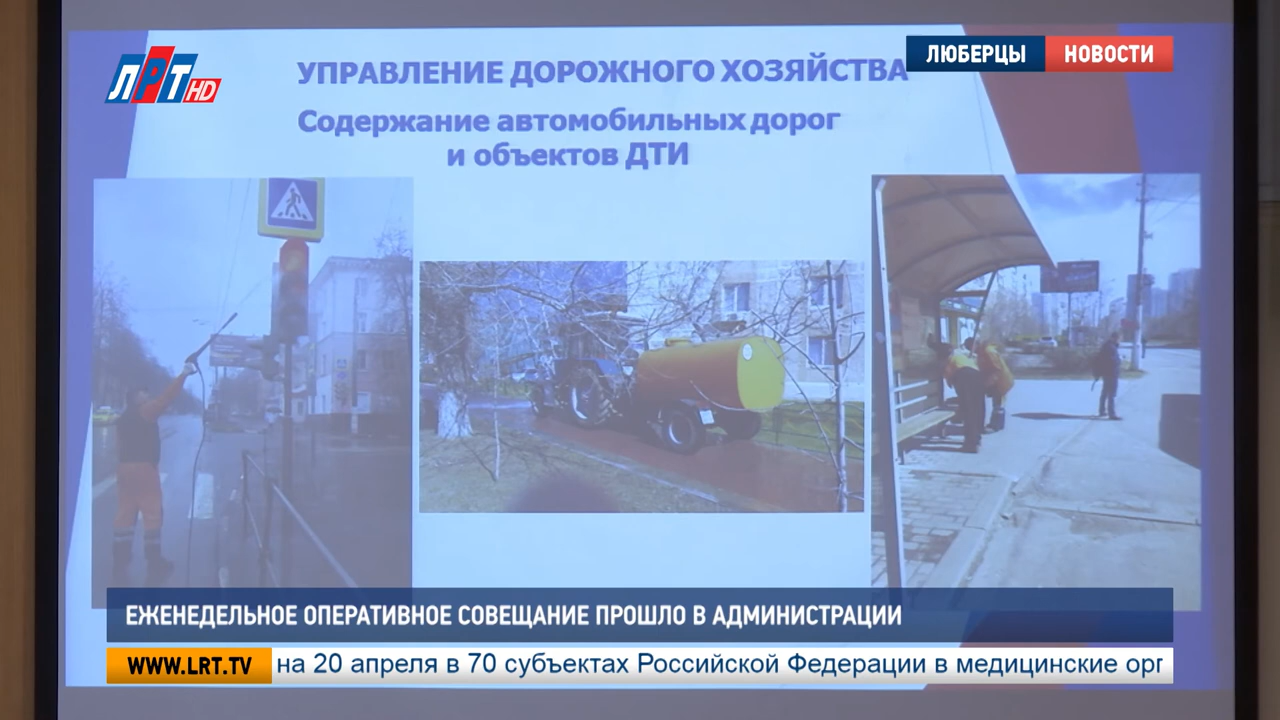 ЛРТ HD
ЛЮБЕРЦЫ НОВОСТИ
УПРАВЛЕНИЕ ДОРОЖНОГО ХОЗЯЙСТВА
Содержание автомобильных дорог
и объектов ДТИ
ЕЖЕНЕДЕЛЬНОЕ ОПЕРАТИВНОЕ СОВЕЩАНИЕ ПРОШЛО В АДМИНИСТРАЦИИ
WWW.LRT.TV на 20 апреля в 70 субъектах Российской Федерации в медицинские орг